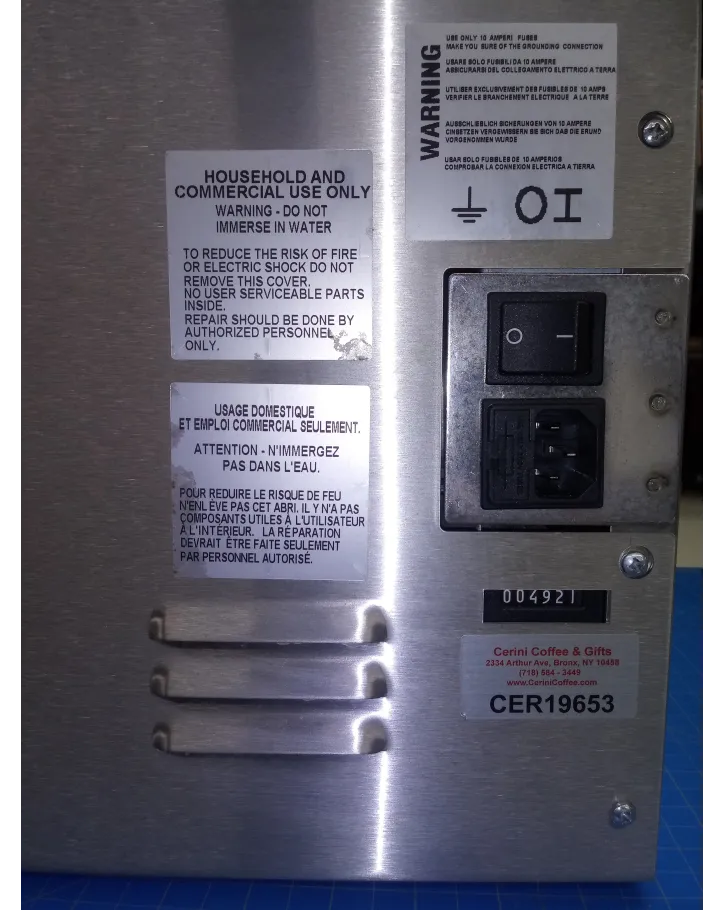 WARNING
USE ONLY 10 AMPERI FUSES
MAKE YOU SURE OF THE GROUNDING CONNECTION
USARE SOLO FUSIBILI DA 10 AMPERE
ASSICURARSI DEL COLLEGAMENTO ELETTRICO A TERRA
UTILISER EXCLUSIVEMENT DES FUSIBLES DE 10 AMPS
VERIFIER LE BRANCHEMENT ELECTRIQUE A LA TERRE
AUSSCHLIEßLICH SICHERUNGEN VON 10 AMPERE
EINSETZEN VERGEWISSERN SIE SICH DAS DIE ERUND
VORGENOMMEN WURDE
USAR SOLO FUSIBLES DE 10 AMPERIOS
COMPROBAR LA CONNEXION ELECTRICA A TIERRA
O I
HOUSEHOLD AND
COMMERCIAL USE ONLY
WARNING - DO NOT
IMMERSE IN WATER
TO REDUCE THE RISK OF FIRE
OR ELECTRIC SHOCK DO NOT
REMOVE THIS COVER.
NO USER SERVICEABLE PARTS
INSIDE.
REPAIR SHOULD BE DONE BY
AUTHORIZED PERSONNEL
ONLY.
O I
USAGE DOMESTIQUE
ET EMPLOI COMMERCIAL SEULEMENT.
ATTENTION - N'IMMERGEZ
PAS DANS L'EAU.
POUR REDUIRE LE RISQUE DE FEU
N'ENLÈVE PAS CET ABRI. IL Y N'A PAS
COMPOSANTS UTILES À L'UTILISATEUR
À L'INTÉRIEUR. LA RÉPARATION
DEVRAIT ÊTRE FAITE SEULEMENT
PAR PERSONNEL AUTORISÉ.
004921
Cerini Coffee & Gifts
2334 Arthur Ave, Bronx, NY 10458
(718) 584 - 3449
www.CeriniCoffee.com
CER19653